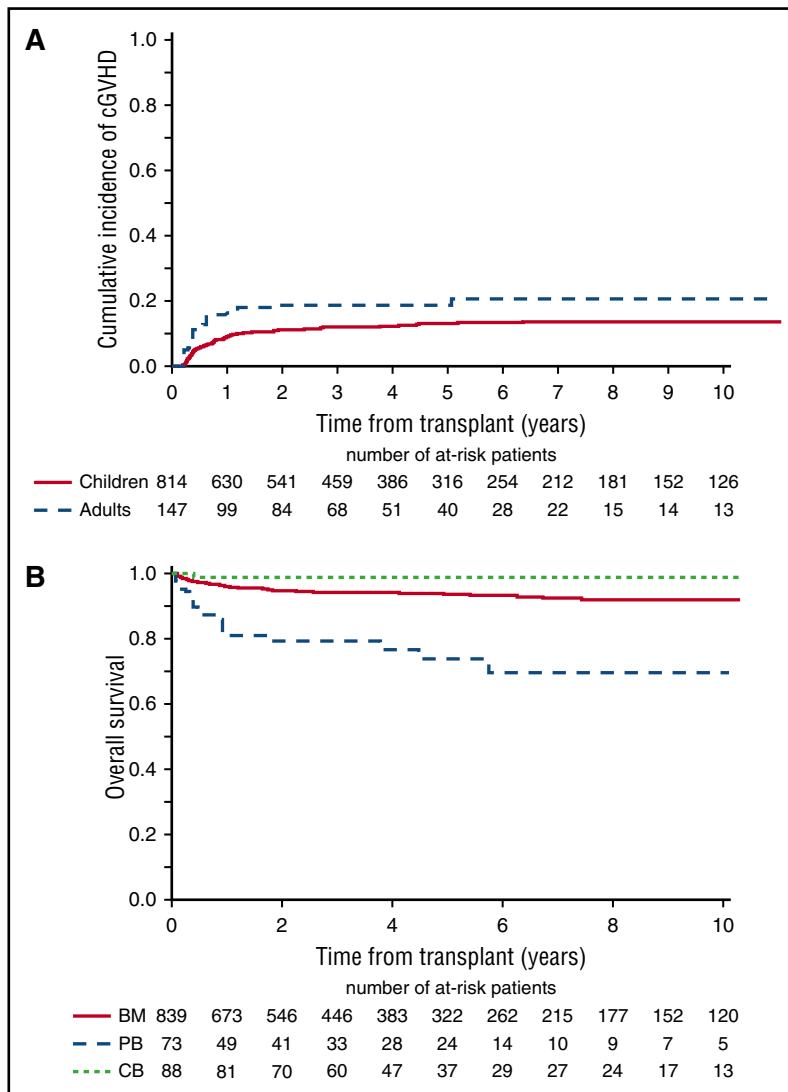 A
Cumulative incidence of cGVHD
1.0
0.8
0.6
0.4
0.2
0.0
0 1 2 3 4 5 6 7 8 9 10
Time from transplant (years)
number of at-risk patients
Children 814 630 541 459 386 316 254 212 181 152 126
Adults 147 99 84 68 51 40 28 22 15 14 13
B
Overall survival
1.0
0.8
0.6
0.4
0.2
0.0
0 2 4 6 8 10
Time from transplant (years)
number of at-risk patients
BM 839 673 546 446 383 322 262 215 177 152 120
PB 73 49 41 33 28 24 14 10 9 7 5
CB 88 81 70 60 47 37 29 27 24 17 13